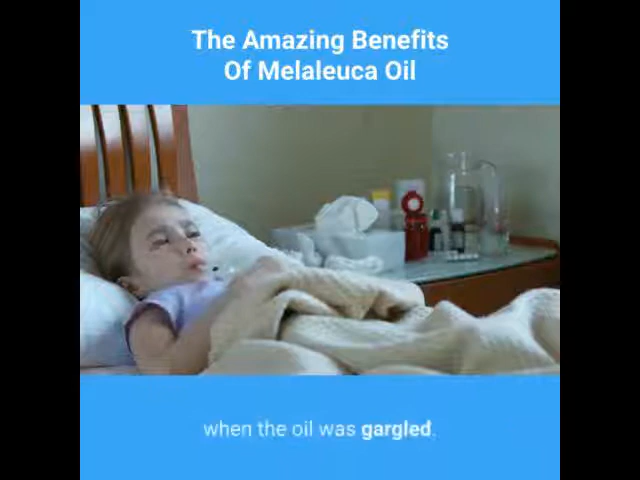 The Amazing Benefits
Of Melaleuca Oil
when the oil was gargled.